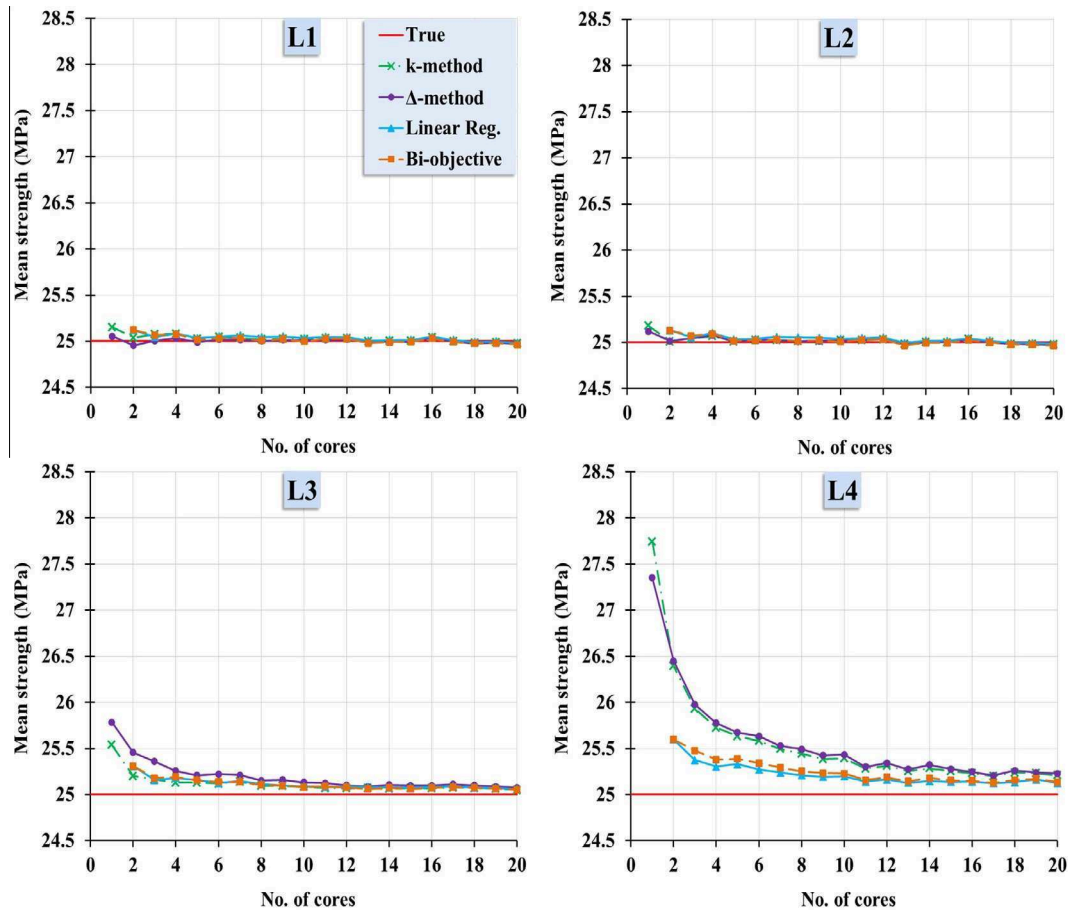 L1
True
k-method
Δ-method
Linear Reg.
Bi-objective
Mean strength (MPa)
28.5
28
27.5
27
26.5
26
25.5
25
24.5
0 2 4 6 8 10 12 14 16 18 20
No. of cores
L2
Mean strength (MPa)
28.5
28
27.5
27
26.5
26
25.5
25
24.5
0 2 4 6 8 10 12 14 16 18 20
No. of cores
L3
Mean strength (MPa)
28.5
28
27.5
27
26.5
26
25.5
25
24.5
0 2 4 6 8 10 12 14 16 18 20
No. of cores
L4
Mean strength (MPa)
28.5
28
27.5
27
26.5
26
25.5
25
24.5
0 2 4 6 8 10 12 14 16 18 20
No. of cores